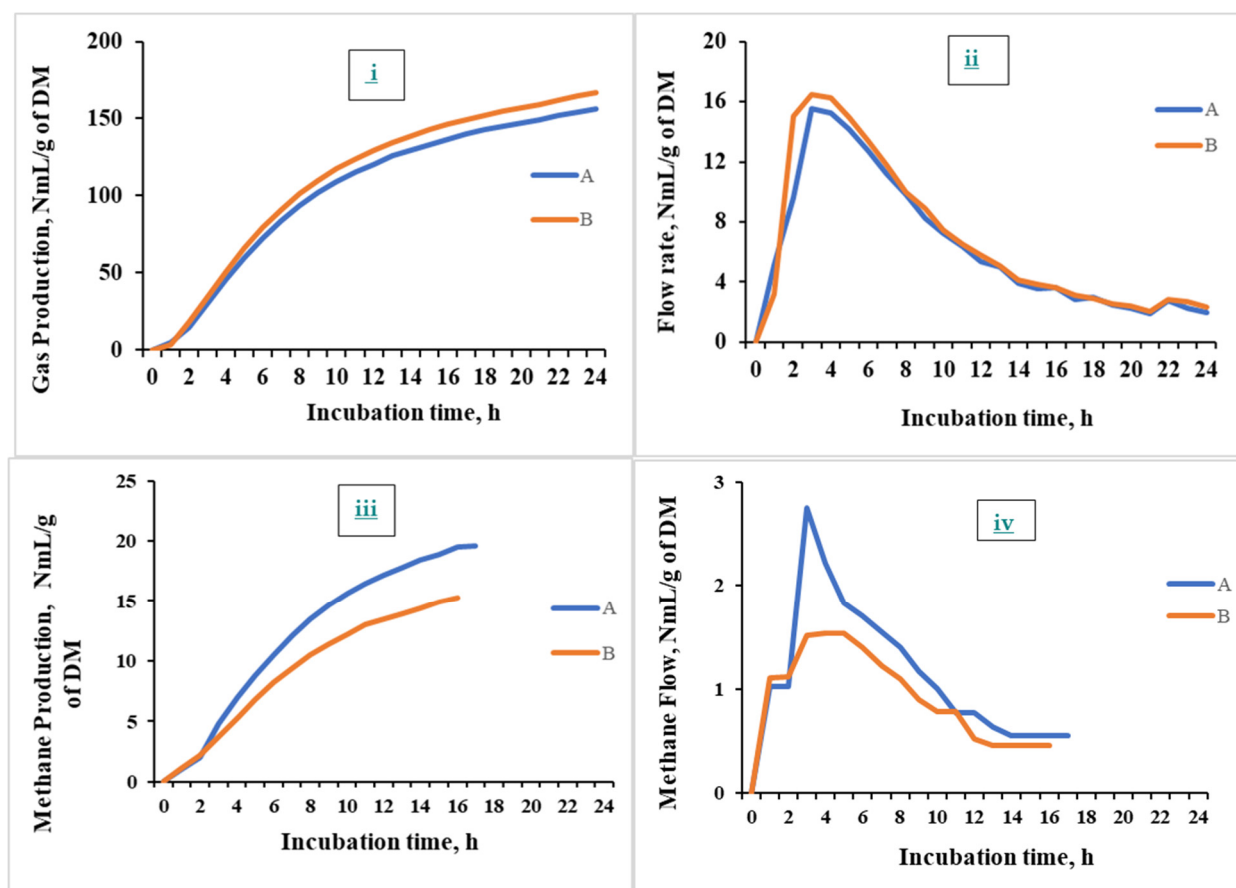 Gas Production, NmL/g of DM
200
150
100
50
0
i
A
B
0 2 4 6 8 10 12 14 16 18 20 22 24
Incubation time, h
Flow rate, NmL/g of DM
20
16
12
8
4
0
ii
A
B
0 2 4 6 8 10 12 14 16 18 20 22 24
Incubation time, h
Methane Production, NmL/g
of DM
25
20
15
10
5
0
iii
A
B
0 2 4 6 8 10 12 14 16 18 20 22 24
Incubation time, h
Methane Flow, NmL/g of DM
3
2
1
0
iv
A
B
0 2 4 6 8 10 12 14 16 18 20 22 24
Incubation time, h